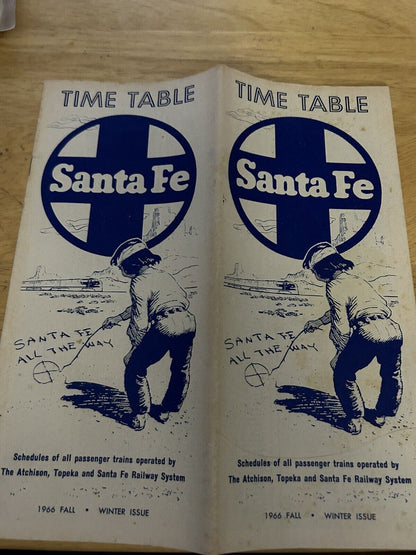 TIME TABLE
Santa Fe
SANTA FE
ALL THE WAY
Schedules of all passenger trains operated by
The Atchison, Topeka and Santa Fe Railway System
1966 FALL • WINTER ISSUE
TIME TABLE
Santa Fe
SANTA FE
ALL THE WAY
Schedules of all passenger trains operated by
The Atchison, Topeka and Santa Fe Railway System
1966 FALL • WINTER ISSUE